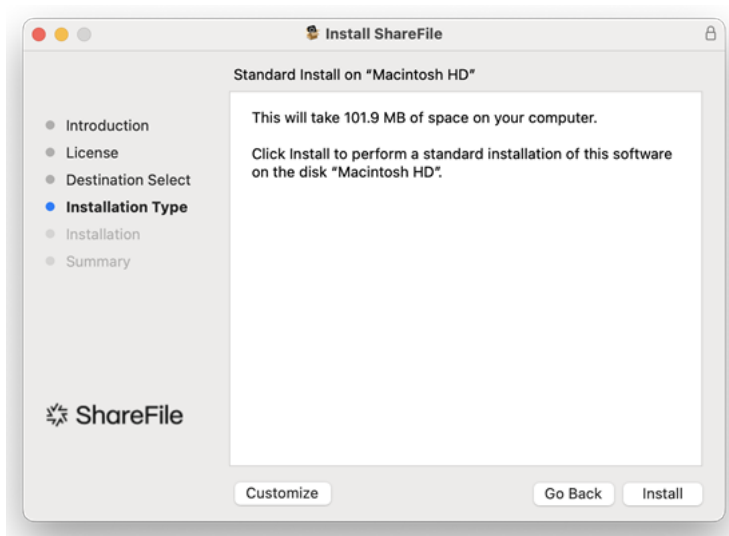 Install ShareFile
Standard Install on “Macintosh HD”
Introduction
License
Destination Select
Installation Type
Installation
Summary
This will take 101.9 MB of space on your computer.
Click Install to perform a standard installation of this software
on the disk “Macintosh HD”.
ShareFile
Customize
Go Back
Install